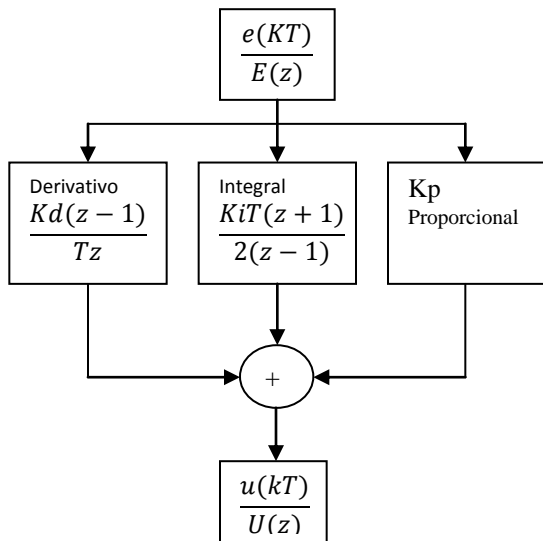 e(KT)
E(z)
Derivativo
Kd(z − 1)
Tz
Integral
KiT(z + 1)
2(z − 1)
Kp
Proporcional
+
u(kT)
U(z)